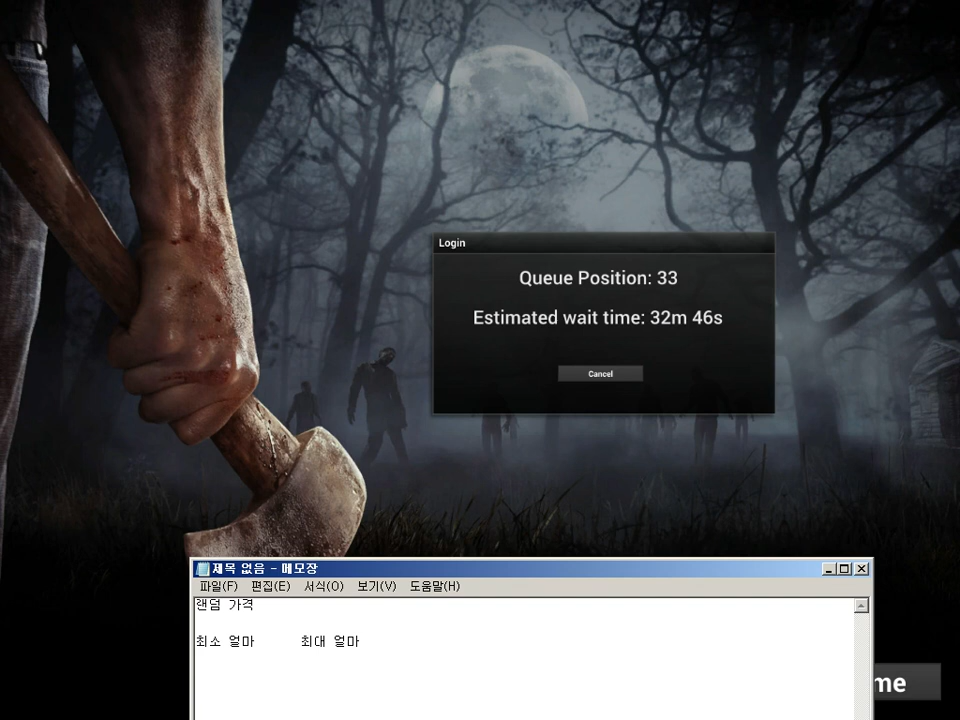 Login
Queue Position: 33
Estimated wait time: 32m 46s
Cancel
제목 없음 - 메모장
파일(F) 편집(E) 서식(O) 보기(V) 도움말(H)
랜덤 가격
최소 얼마 최대 얼마
me